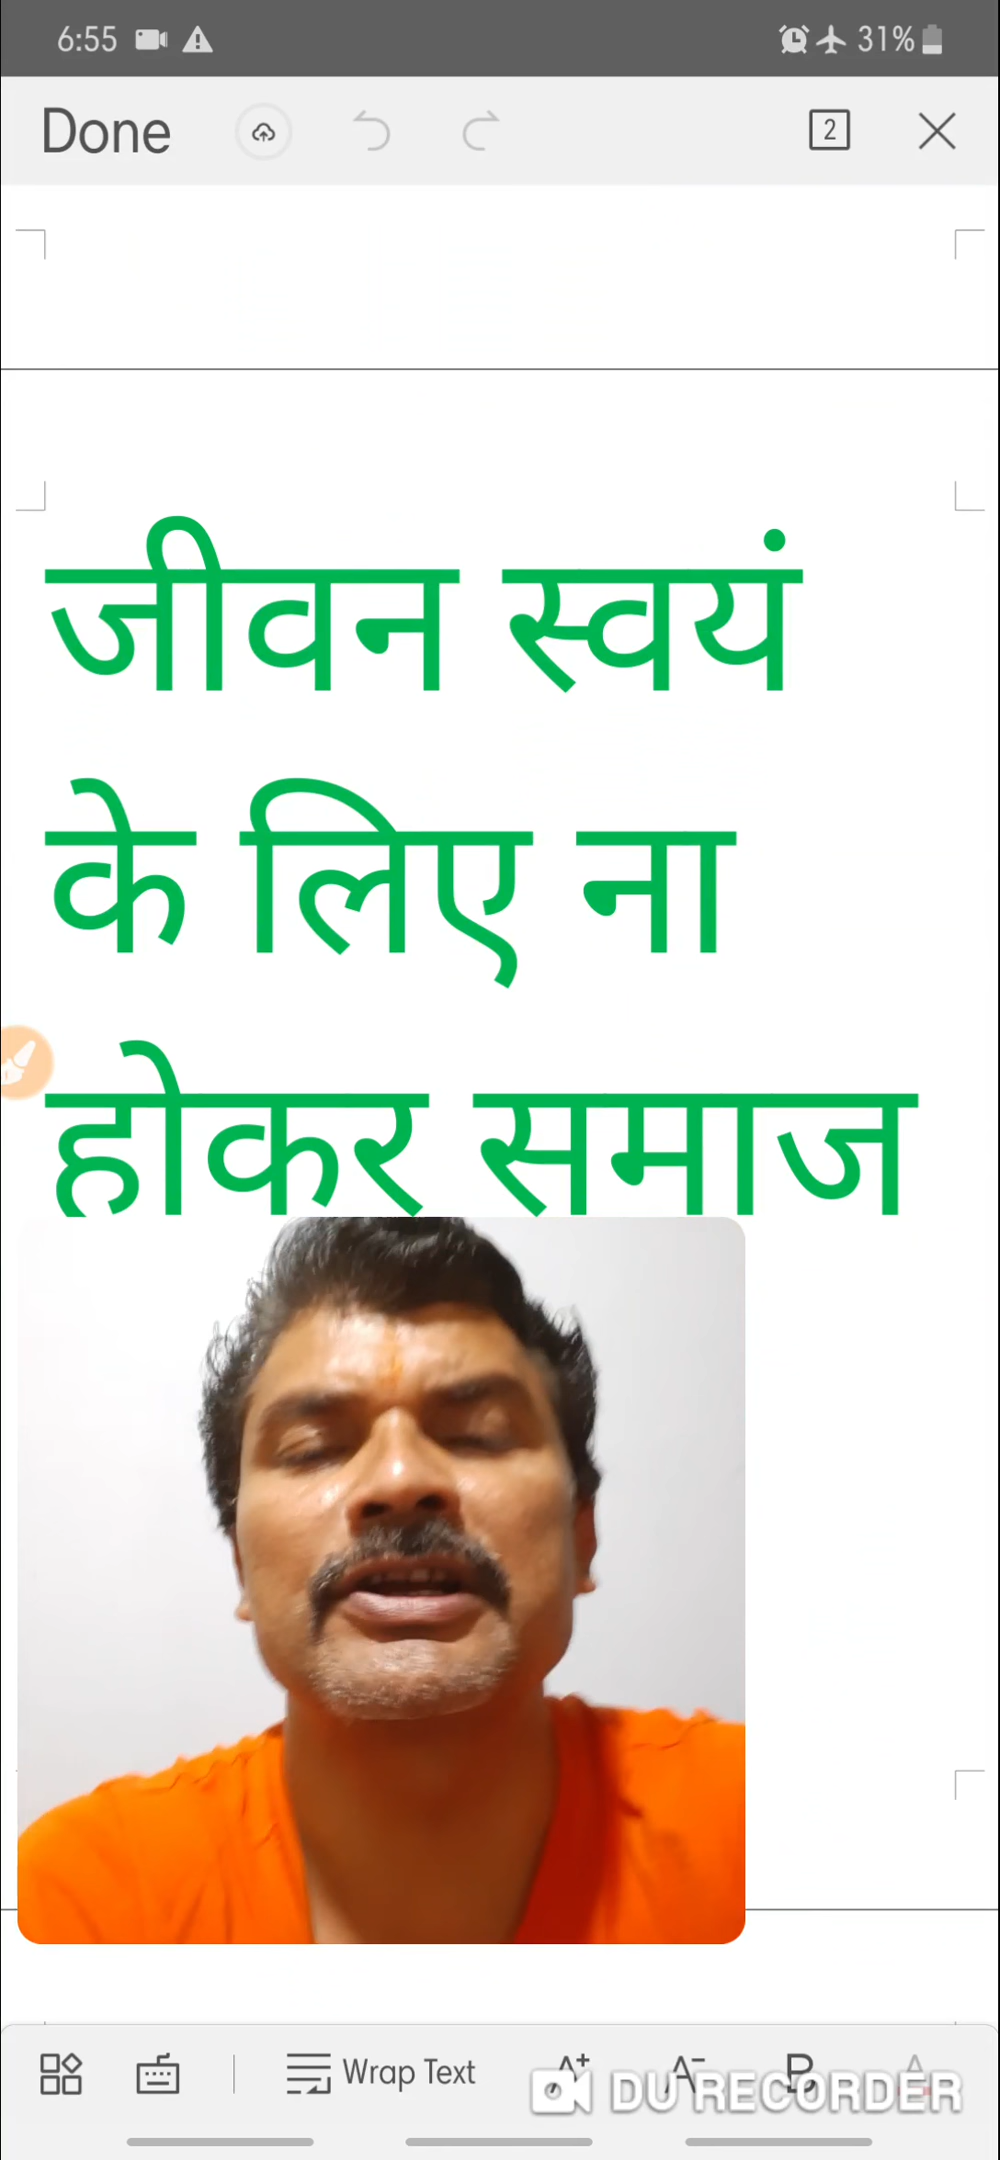 6:55
31%
Done
2
जीवन स्वयं
के लिए ना
होकर समाज
Wrap Text A+ A- B A
DU RECORDER